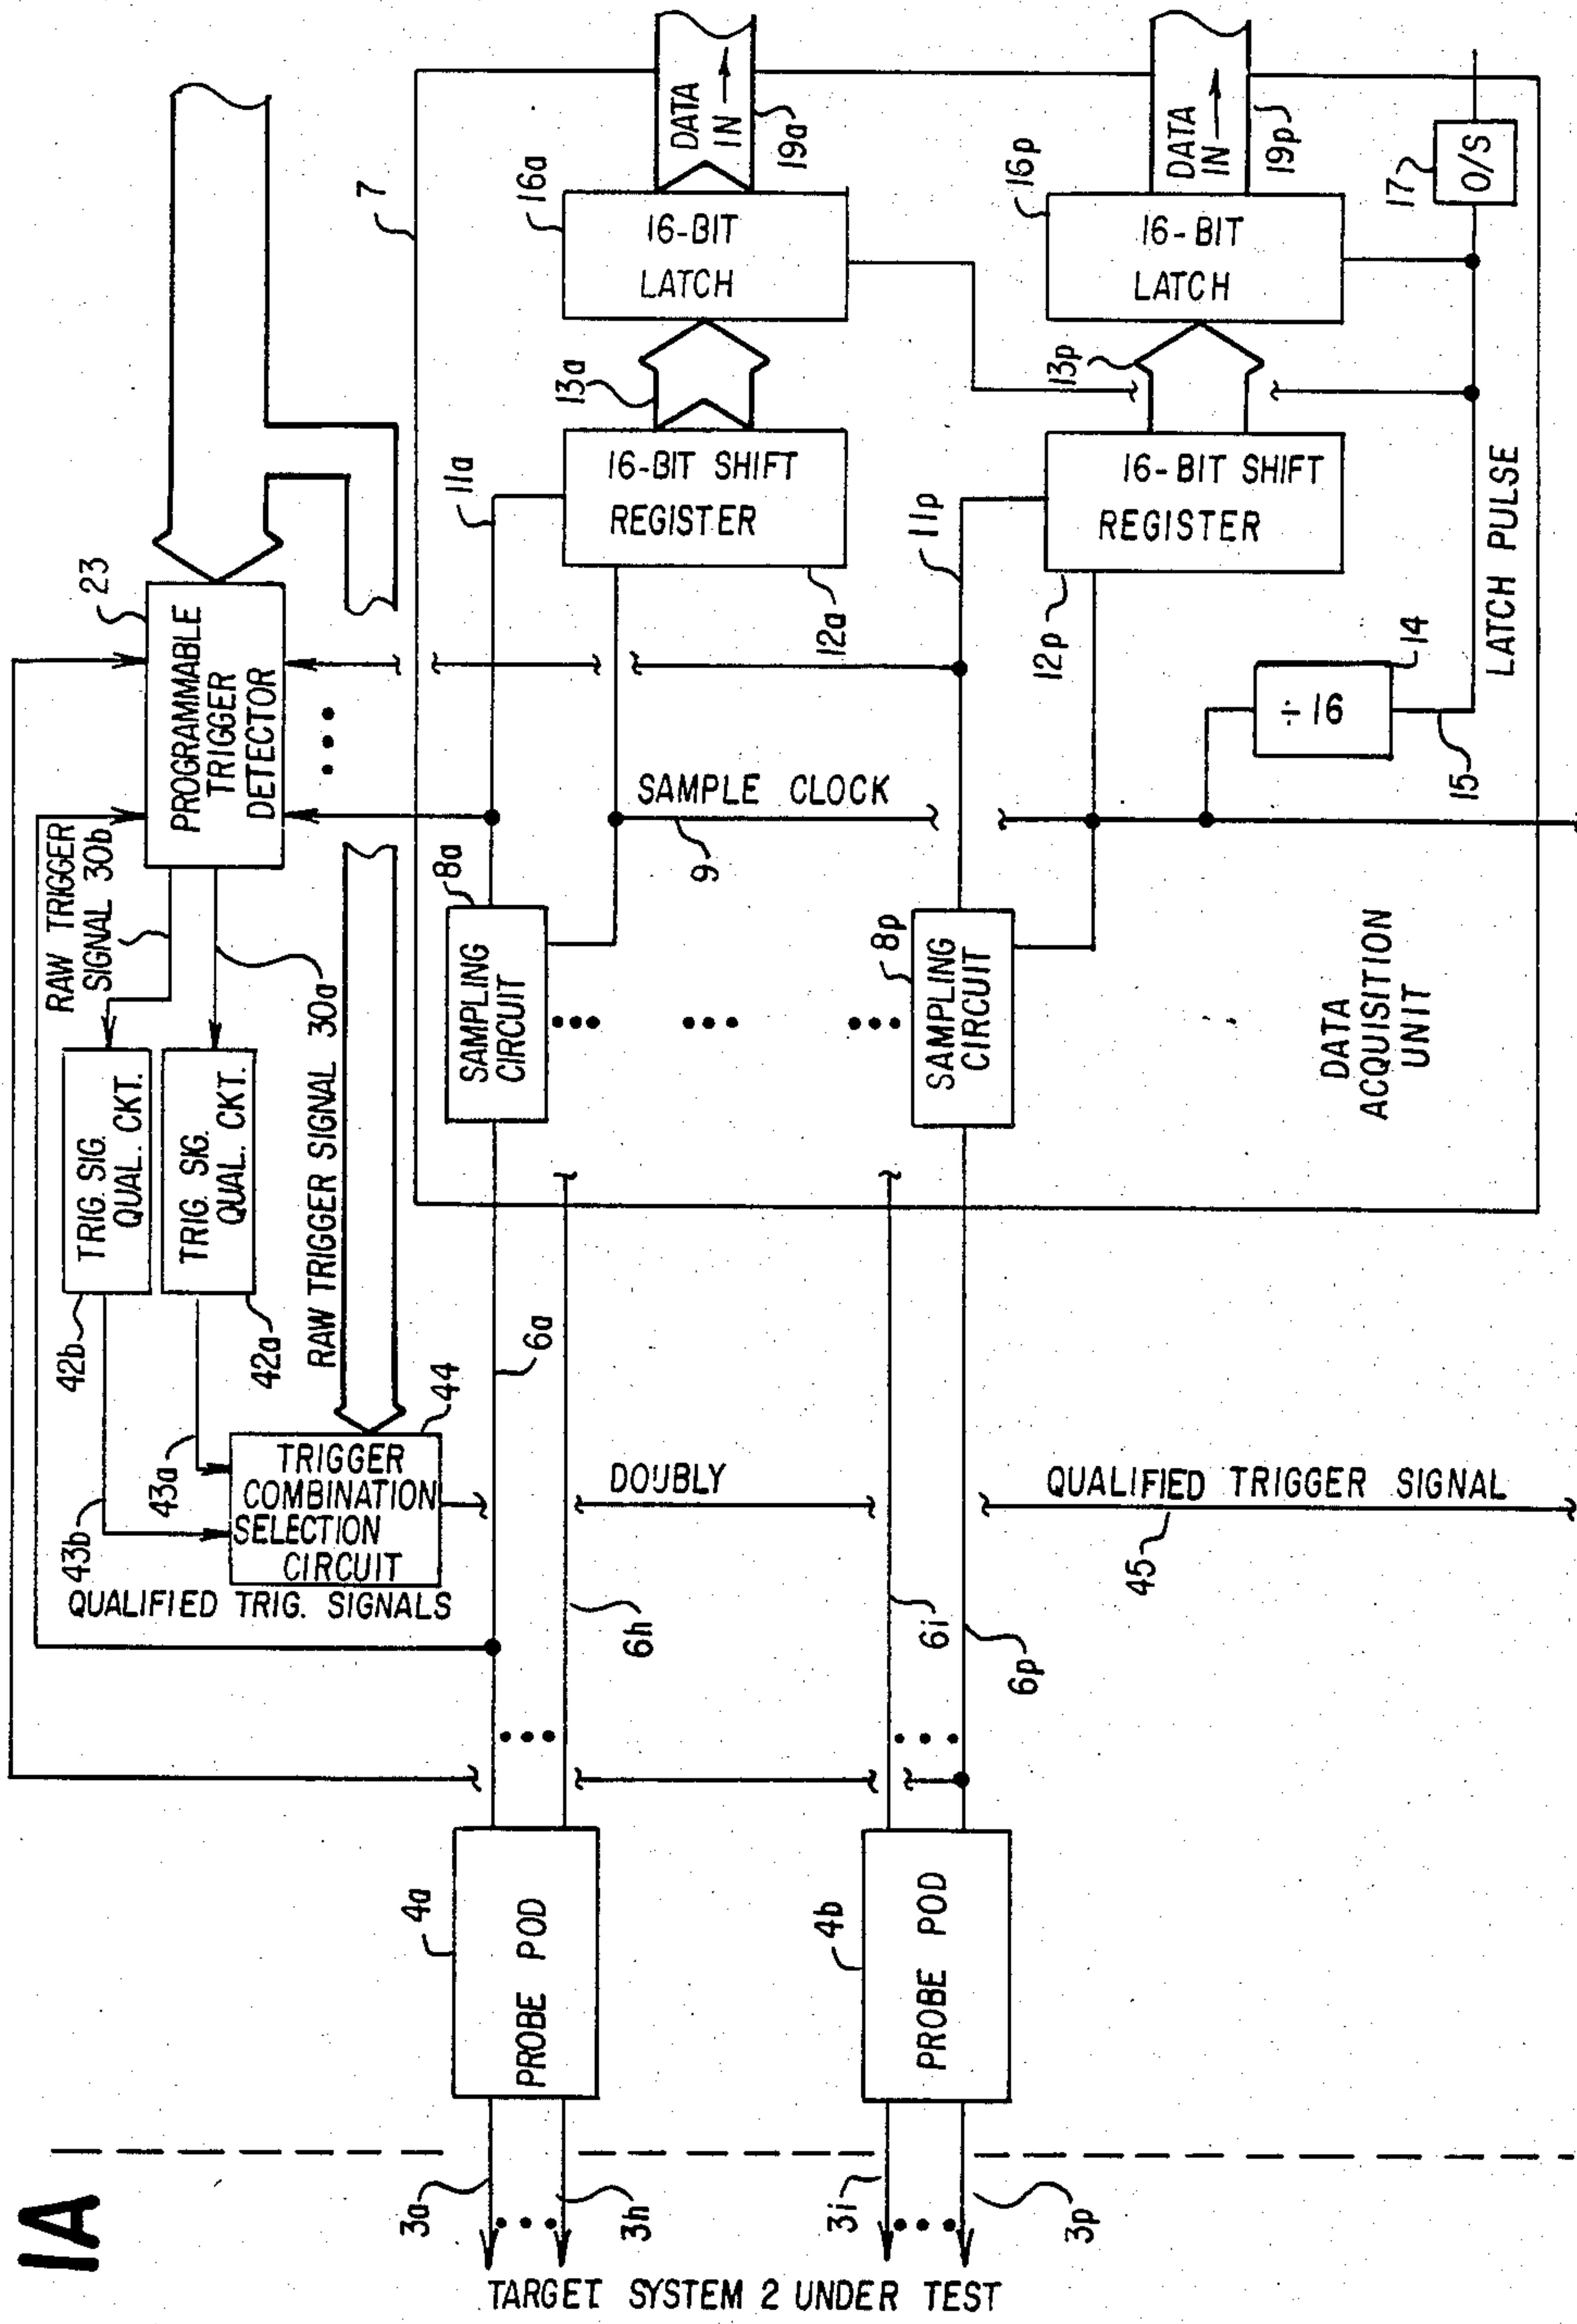 1A
TARGET SYSTEM 2 UNDER TEST
3a
3h
3i
3p
4a
PROBE POD
4b
PROBE POD
6a
6h
6i
6p
43b
43a
QUALIFIED TRIG. SIGNALS
TRIGGER
COMBINATION
SELECTION
CIRCUIT
44
DOUBLY
QUALIFIED TRIGGER SIGNAL
45
42b
TRIG. SIG.
QUAL. CKT.
42a
TRIG. SIG.
QUAL. CKT.
RAW TRIGGER
SIGNAL 30b
RAW TRIGGER SIGNAL 30a
PROGRAMMABLE
TRIGGER
DETECTOR
23
7
SAMPLING
CIRCUIT
8a
SAMPLING
CIRCUIT
8p
SAMPLE CLOCK
9
11a
11p
16-BIT SHIFT
REGISTER
12a
16-BIT SHIFT
REGISTER
12p
13a
13p
16-BIT
LATCH
16a
16-BIT
LATCH
16p
DATA
IN
19a
DATA
IN
19p
÷16
14
15
LATCH PULSE
17
O/S
DATA
ACQUISITION
UNIT